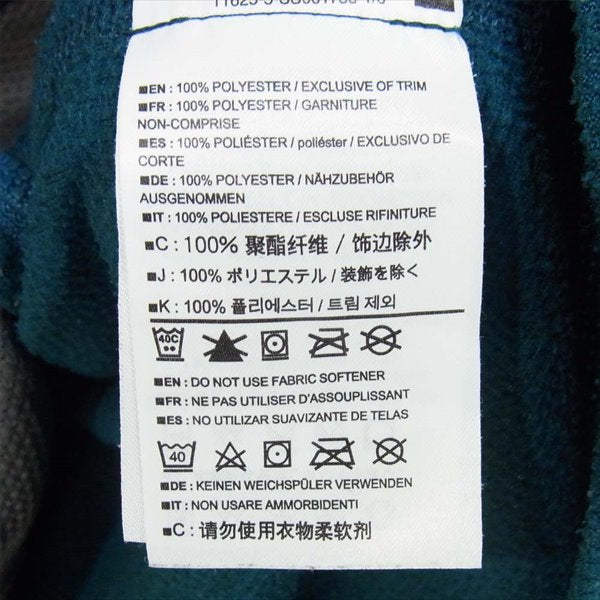 ■EN : 100% POLYESTER / EXCLUSIVE OF TRIM
■FR : 100% POLYESTER / GARNITURE
NON-COMPRISE
■ES : 100% POLIÉSTER / poliéster / EXCLUSIVO DE
CORTE
■DE : 100% POLYESTER / NÄHZUBEHÖR
AUSGENOMMEN
■IT : 100% POLIESTERE / ESCLUSE RIFINITURE
■C : 100% 聚酯纤维 / 饰边除外
■J : 100% ポリエステル / 装飾を除く
■K : 100% 폴리에스터 / 트림 제외
40C
■EN : DO NOT USE FABRIC SOFTENER
■FR : NE PAS UTILISER D'ASSOUPLISSANT
■ES : NO UTILIZAR SUAVIZANTE DE TELAS
40
■DE : KEINEN WEICHSPÜLER VERWENDEN
■IT : NON USARE AMMORBIDENTI
■C : 请勿使用衣物柔软剂